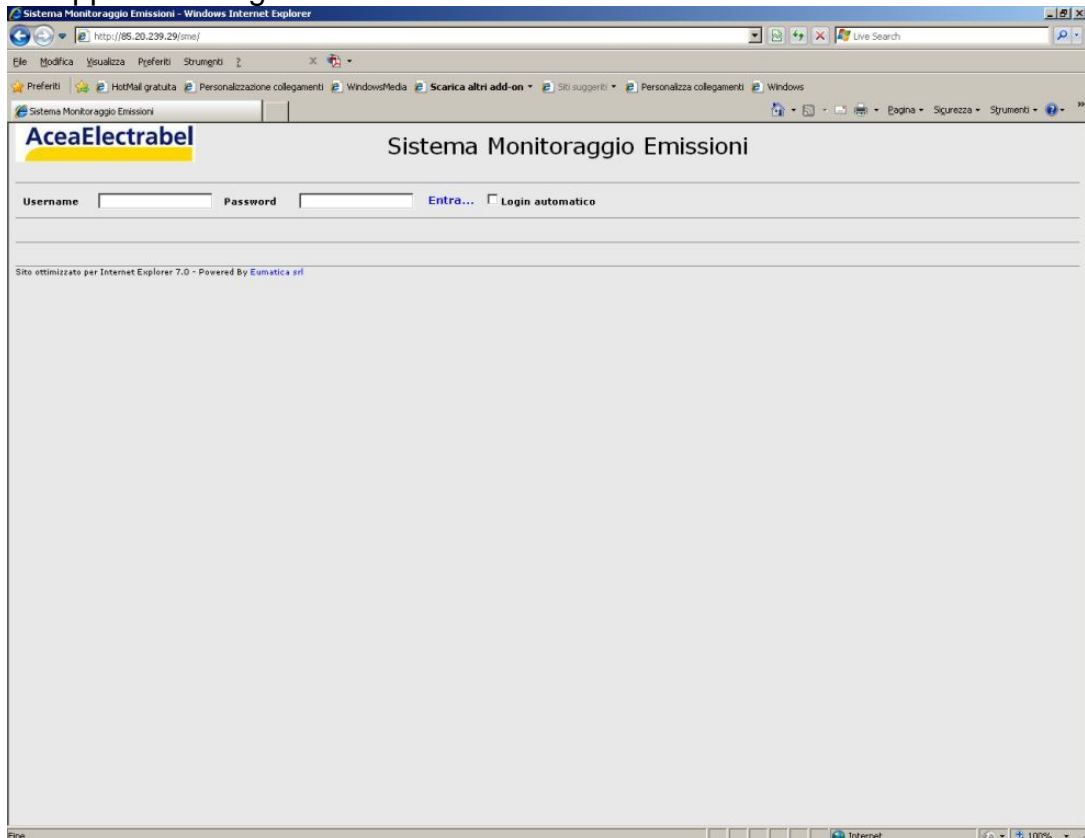 Sistema Monitoraggio Emissioni - Windows Internet Explorer
http://85.20.239.29/sme/
Live Search
File Modifica Visualizza Preferiti Strumenti ?
Preferiti HotMail gratuita Personalizzazione collegamenti WindowsMedia Scarica altri add-on Siti suggeriti Personalizza collegamenti Windows
Sistema Monitoraggio Emissioni
Pagina Sicurezza Strumenti
AceaElectrabel
Sistema Monitoraggio Emissioni
Username Password Entra... Login automatico
Sito ottimizzato per Internet Explorer 7.0 - Powered By Eumatica srl
Fine Internet 100%